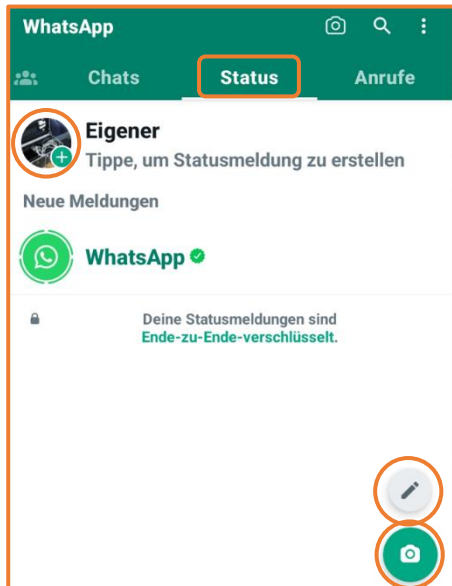 WhatsApp
Chats Status Anrufe
Eigener
Tippe, um Statusmeldung zu erstellen
Neue Meldungen
WhatsApp
Deine Statusmeldungen sind
Ende-zu-Ende-verschlüsselt.